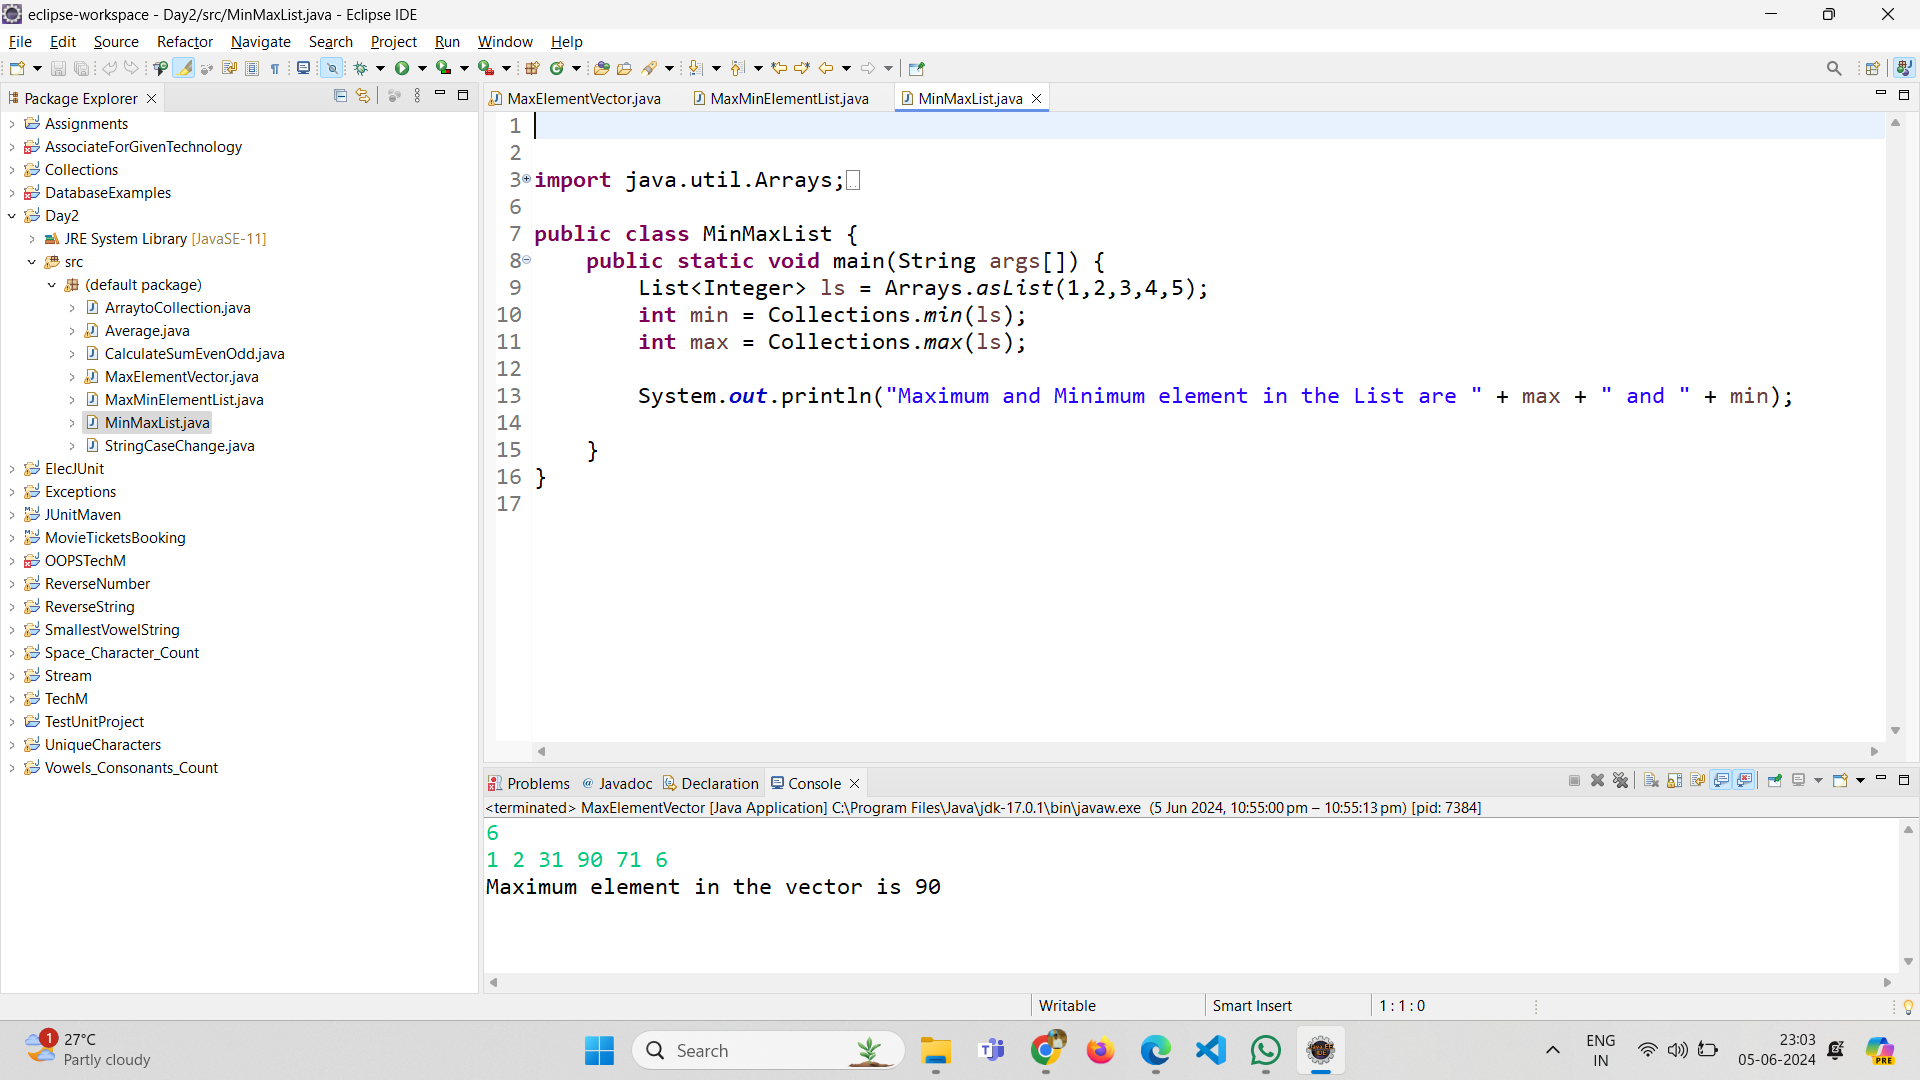 eclipse-workspace - Day2/src/MinMaxList.java - Eclipse IDE
File Edit Source Refactor Navigate Search Project Run Window Help
Package Explorer
MaxElementVector.java MaxMinElementList.java MinMaxList.java
Assignments
AssociateForGivenTechnology
Collections
DatabaseExamples
Day2
JRE System Library [JavaSE-11]
src
(default package)
ArraytoCollection.java
Average.java
CalculateSumEvenOdd.java
MaxElementVector.java
MaxMinElementList.java
MinMaxList.java
StringCaseChange.java
ElecJUnit
Exceptions
JUnitMaven
MovieTicketsBooking
OOPSTechM
ReverseNumber
ReverseString
SmallestVowelString
Space_Character_Count
Stream
TechM
TestUnitProject
UniqueCharacters
Vowels_Consonants_Count
1
2
3 import java.util.Arrays;
6
7 public class MinMaxList {
8 public static void main(String args[]) {
9 List<Integer> ls = Arrays.asList(1,2,3,4,5);
10 int min = Collections.min(ls);
11 int max = Collections.max(ls);
12
13 System.out.println("Maximum and Minimum element in the List are " + max + " and " + min);
14
15 }
16 }
17
Problems @ Javadoc Declaration Console
<terminated> MaxElementVector [Java Application] C:\Program Files\Java\jdk-17.0.1\bin\javaw.exe (5 Jun 2024, 10:55:00 pm – 10:55:13 pm) [pid: 7384]
6
1 2 31 90 71 6
Maximum element in the vector is 90
Writable Smart Insert 1 : 1 : 0
1
27°C
Partly cloudy
Search
ENG
IN
23:03
05-06-2024
PRE